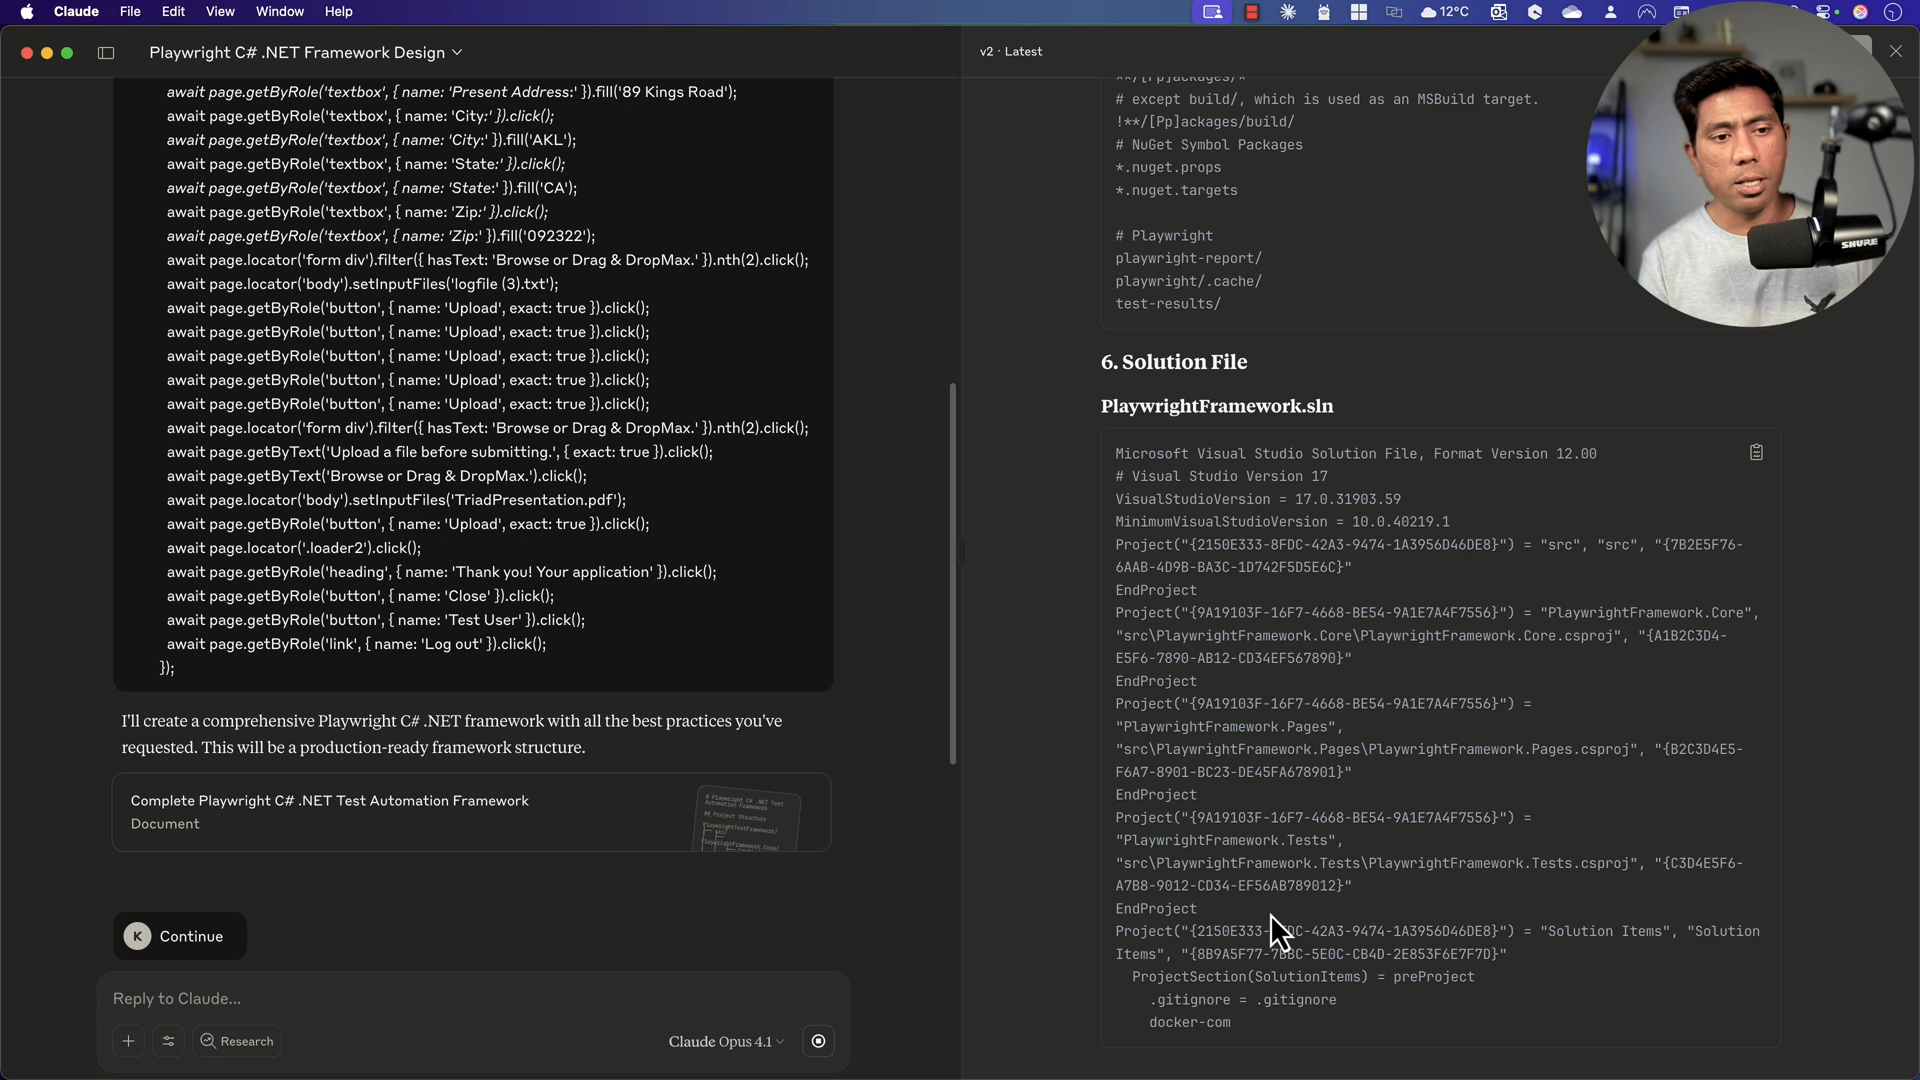 Claude File Edit View Window Help
12°C
Playwright C# .NET Framework Design
await page.getByRole('textbox', { name: 'Present Address:' }).fill('89 Kings Road');
await page.getByRole('textbox', { name: 'City:' }).click();
await page.getByRole('textbox', { name: 'City:' }).fill('AKL');
await page.getByRole('textbox', { name: 'State:' }).click();
await page.getByRole('textbox', { name: 'State:' }).fill('CA');
await page.getByRole('textbox', { name: 'Zip:' }).click();
await page.getByRole('textbox', { name: 'Zip:' }).fill('092322');
await page.locator('form div').filter({ hasText: 'Browse or Drag & DropMax.' }).nth(2).click();
await page.locator('body').setInputFiles('logfile (3).txt');
await page.getByRole('button', { name: 'Upload', exact: true }).click();
await page.getByRole('button', { name: 'Upload', exact: true }).click();
await page.getByRole('button', { name: 'Upload', exact: true }).click();
await page.getByRole('button', { name: 'Upload', exact: true }).click();
await page.getByRole('button', { name: 'Upload', exact: true }).click();
await page.locator('form div').filter({ hasText: 'Browse or Drag & DropMax.' }).nth(2).click();
await page.getByText('Upload a file before submitting.', { exact: true }).click();
await page.getByText('Browse or Drag & DropMax.').click();
await page.locator('body').setInputFiles('TriadPresentation.pdf');
await page.getByRole('button', { name: 'Upload', exact: true }).click();
await page.locator('.loader2').click();
await page.getByRole('heading', { name: 'Thank you! Your application' }).click();
await page.getByRole('button', { name: 'Close' }).click();
await page.getByRole('button', { name: 'Test User' }).click();
await page.getByRole('link', { name: 'Log out' }).click();
});
I'll create a comprehensive Playwright C# .NET framework with all the best practices you've
requested. This will be a production-ready framework structure.
Complete Playwright C# .NET Test Automation Framework
Document
# Playwright C# .NET Test
Automation Framework
## Project Structure
PlaywrightTestFramework/
K Continue
Reply to Claude...
Research
Claude Opus 4.1
v2 · Latest
**/[Pp]ackages/*
# except build/, which is used as an MSBuild target.
!**/[Pp]ackages/build/
# NuGet Symbol Packages
*.nuget.props
*.nuget.targets
# Playwright
playwright-report/
playwright/.cache/
test-results/
6. Solution File
PlaywrightFramework.sln
Microsoft Visual Studio Solution File, Format Version 12.00
# Visual Studio Version 17
VisualStudioVersion = 17.0.31903.59
MinimumVisualStudioVersion = 10.0.40219.1
Project("{2150E333-8FDC-42A3-9474-1A3956D46DE8}") = "src", "src", "{7B2E5F76-
6AAB-4D9B-BA3C-1D742F5D5E6C}"
EndProject
Project("{9A19103F-16F7-4668-BE54-9A1E7A4F7556}") = "PlaywrightFramework.Core",
"src\PlaywrightFramework.Core\PlaywrightFramework.Core.csproj", "{A1B2C3D4-
E5F6-7890-AB12-CD34EF567890}"
EndProject
Project("{9A19103F-16F7-4668-BE54-9A1E7A4F7556}") =
"PlaywrightFramework.Pages",
"src\PlaywrightFramework.Pages\PlaywrightFramework.Pages.csproj", "{B2C3D4E5-
F6A7-8901-BC23-DE45FA678901}"
EndProject
Project("{9A19103F-16F7-4668-BE54-9A1E7A4F7556}") =
"PlaywrightFramework.Tests",
"src\PlaywrightFramework.Tests\PlaywrightFramework.Tests.csproj", "{C3D4E5F6-
A7B8-9012-CD34-EF56AB789012}"
EndProject
Project("{2150E333- DC-42A3-9474-1A3956D46DE8}") = "Solution Items", "Solution
Items", "{8B9A5F77-7BBC-5E0C-CB4D-2E853F6E7F7D}"
ProjectSection(SolutionItems) = preProject
.gitignore = .gitignore
docker-com
SHURE